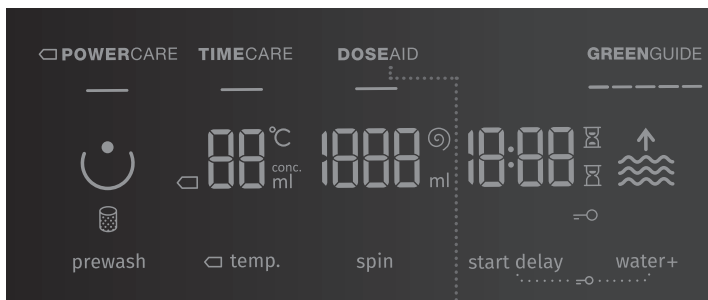 POWERCARE TIMECARE DOSEAID GREENGUIDE
88 °C 1888 18:88
conc.
ml ml
prewash temp. spin start delay water+